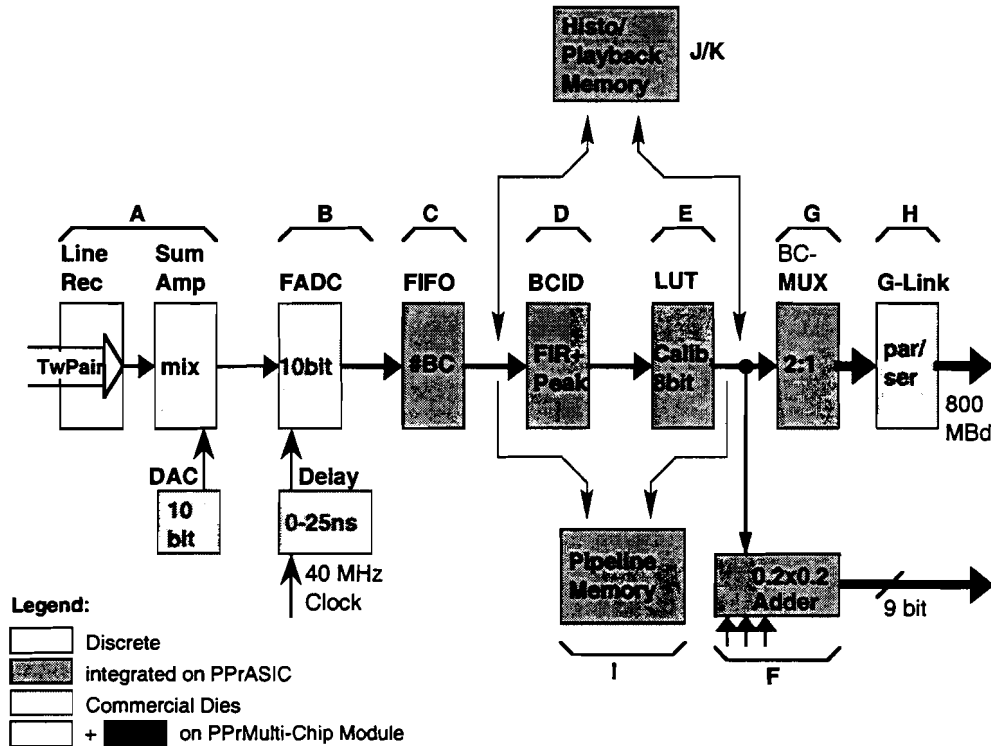 Histo/
Playback
Memory
J/K
A
B
C
D
E
G
H
Line
Rec
Sum
Amp
FADC
FIFO
BCID
LUT
BC-
MUX
G-Link
TwPair
mix
10bit
#BC
FIR+
Peak
Calib.
8bit
2:1
par/
ser
800
MBd
DAC
10
bit
Delay
0-25ns
40 MHz
Clock
Pipeline
Memory
I
0.2x0.2
Adder
9 bit
F
Legend:
Discrete
integrated on PPrASIC
Commercial Dies
+ on PPrMulti-Chip Module